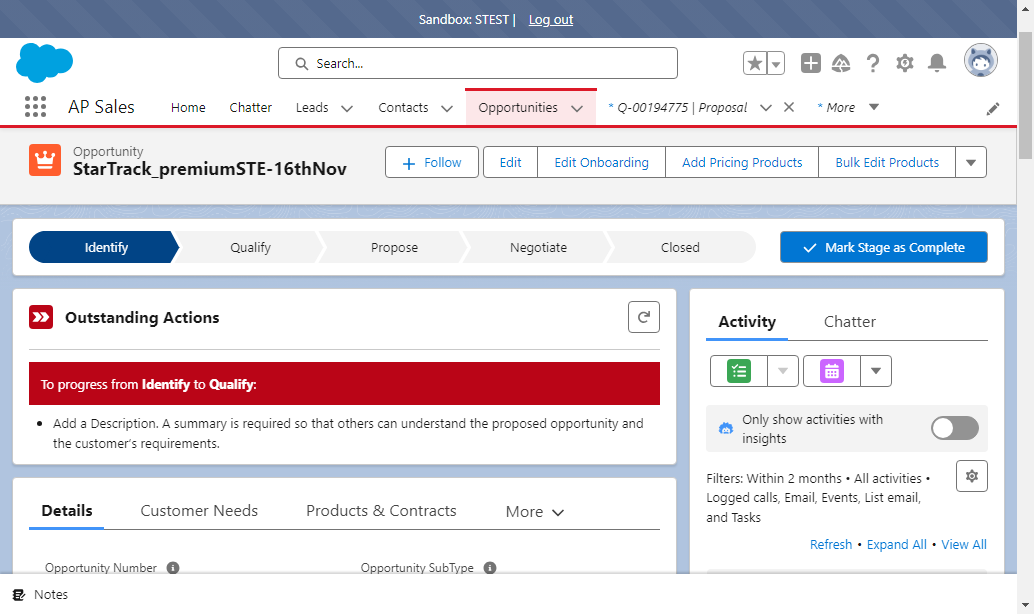 Sandbox: STEST | Log out
Search...
AP Sales Home Chatter Leads Contacts Opportunities * Q-00194775 | Proposal * More
Opportunity
StarTrack_premiumSTE-16thNov
Follow Edit Edit Onboarding Add Pricing Products Bulk Edit Products
Identify Qualify Propose Negotiate Closed Mark Stage as Complete
Outstanding Actions
To progress from Identify to Qualify:
• Add a Description. A summary is required so that others can understand the proposed opportunity and
the customer's requirements.
Details Customer Needs Products & Contracts More
Opportunity Number Opportunity SubType
Activity Chatter
Only show activities with
insights
Filters: Within 2 months • All activities •
Logged calls, Email, Events, List email,
and Tasks
Refresh • Expand All • View All
Notes